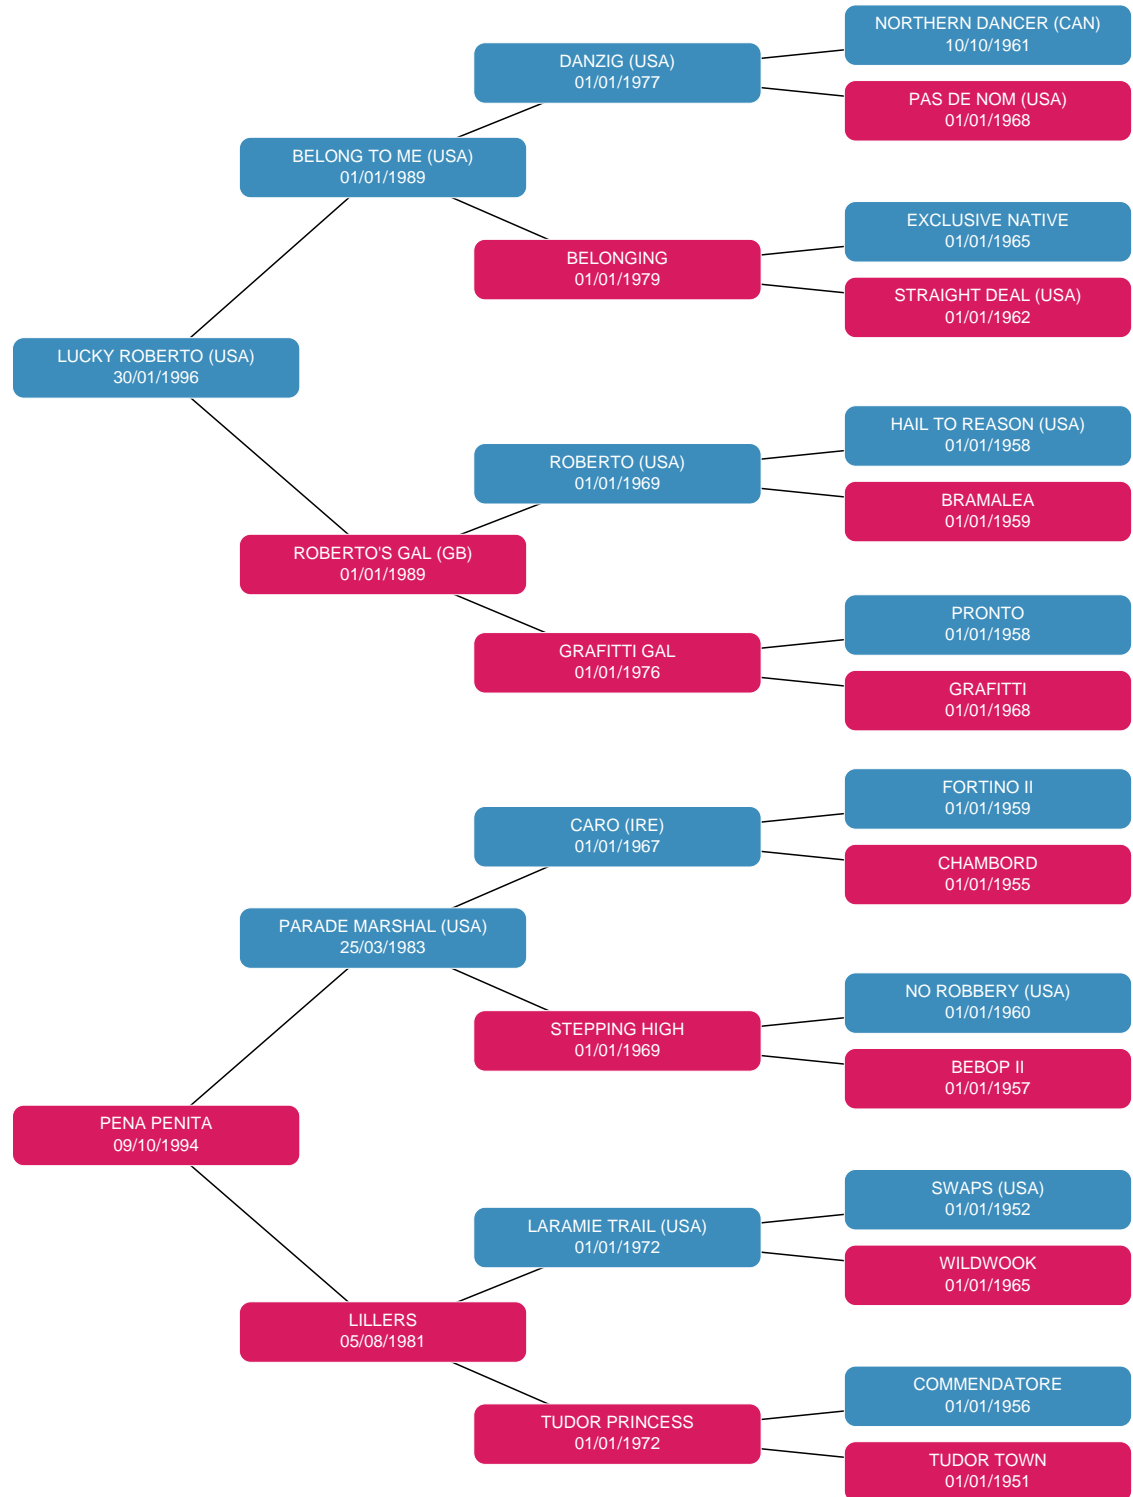 NORTHERN DANCER (CAN)
10/10/1961
DANZIG (USA)
01/01/1977
PAS DE NOM (USA)
01/01/1968
BELONG TO ME (USA)
01/01/1989
EXCLUSIVE NATIVE
01/01/1965
BELONGING
01/01/1979
STRAIGHT DEAL (USA)
01/01/1962
LUCKY ROBERTO (USA)
30/01/1996
HAIL TO REASON (USA)
01/01/1958
ROBERTO (USA)
01/01/1969
BRAMALEA
01/01/1959
ROBERTO'S GAL (GB)
01/01/1989
PRONTO
01/01/1958
GRAFITTI GAL
01/01/1976
GRAFITTI
01/01/1968
FORTINO II
01/01/1959
CARO (IRE)
01/01/1967
CHAMBORD
01/01/1955
PARADE MARSHAL (USA)
25/03/1983
NO ROBBERY (USA)
01/01/1960
STEPPING HIGH
01/01/1969
BEBOP II
01/01/1957
PENA PENITA
09/10/1994
SWAPS (USA)
01/01/1952
LARAMIE TRAIL (USA)
01/01/1972
WILDWOOK
01/01/1965
LILLERS
05/08/1981
COMMENDATORE
01/01/1956
TUDOR PRINCESS
01/01/1972
TUDOR TOWN
01/01/1951